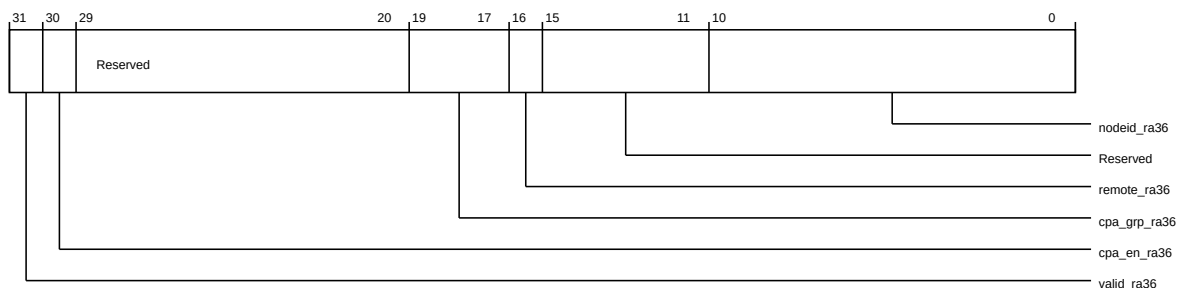 31 30 29 20 19 17 16 15 11 10 0
Reserved
nodeid_ra36
Reserved
remote_ra36
cpa_grp_ra36
cpa_en_ra36
valid_ra36